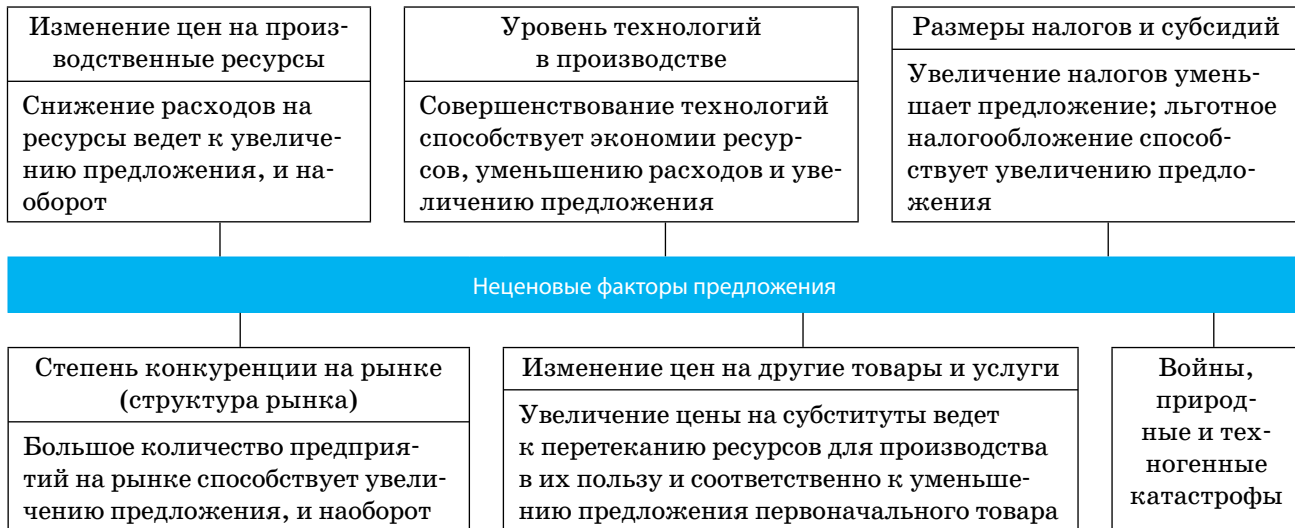 Изменение цен на произ-
водственные ресурсы
Снижение расходов на
ресурсы ведет к увеличе-
нию предложения, и на-
оборот
Уровень технологий
в производстве
Совершенствование технологий
способствует экономии ресур-
сов, уменьшению расходов и уве-
личению предложения
Размеры налогов и субсидий
Увеличение налогов умень-
шает предложение; льготное
налогообложение способ-
ствует увеличению предло-
жения
Неценовые факторы предложения
Степень конкуренции на рынке
(структура рынка)
Большое количество предприя-
тий на рынке способствует увели-
чению предложения, и наоборот
Изменение цен на другие товары и услуги
Увеличение цены на субституты ведет
к перетеканию ресурсов для производства
в их пользу и соответственно к уменьше-
нию предложения первоначального товара
Войны,
природ-
ные и тех-
ногенные
катастрофы